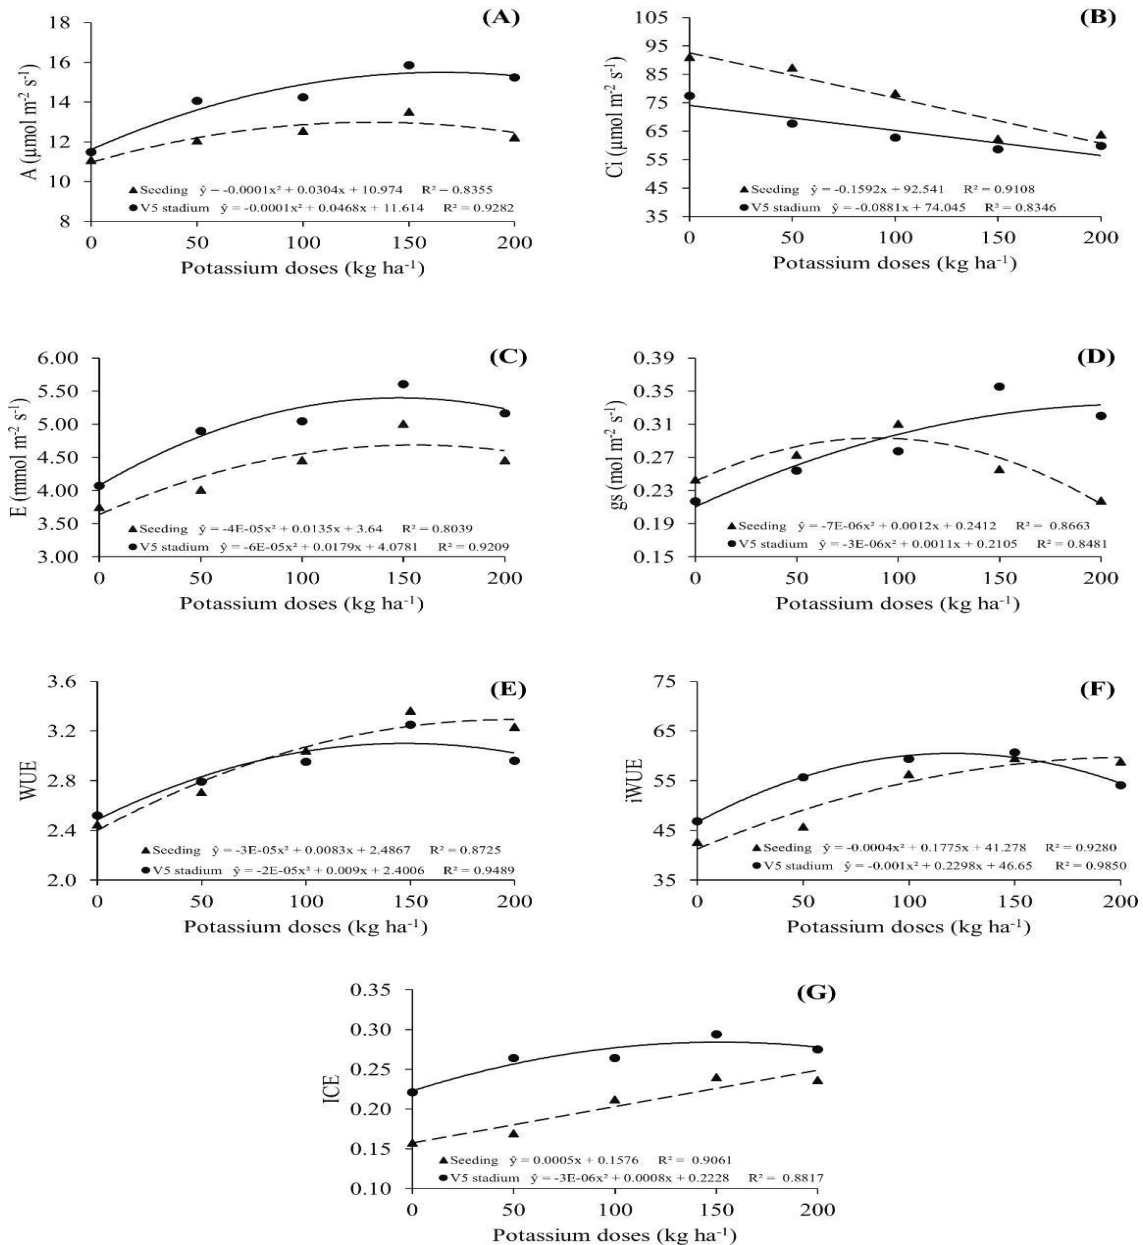 (A)
18
16
14
12
10
8
A (µmol m⁻² s⁻¹)
Seeding ŷ – -0.0001x² + 0.0304x + 10.974 R² – 0.8355
V5 stadium ŷ = -0.0001x² + 0.0468x + 11.614 R² = 0.9282
0 50 100 150 200
Potassium doses (kg ha⁻¹)
(B)
105
95
85
75
65
55
45
35
Ci (µmol m⁻² s⁻¹)
Seeding ŷ = -0.1592x + 92.541 R² = 0.9108
V5 stadium ŷ = -0.0881x + 74.045 R² = 0.8346
0 50 100 150 200
Potassium doses (kg ha⁻¹)
(C)
6.00
5.50
5.00
4.50
4.00
3.50
3.00
E (mmol m⁻² s⁻¹)
Seeding ŷ = -4E-05x² + 0.0135x + 3.64 R² = 0.8039
V5 stadium ŷ = -6E-05x² + 0.0179x + 4.0781 R² = 0.9209
0 50 100 150 200
Potassium doses (kg ha⁻¹)
(D)
0.39
0.35
0.31
0.27
0.23
0.19
0.15
gs (mol m⁻² s⁻¹)
Seeding ŷ = -7E-06x² + 0.0012x + 0.2412 R² = 0.8663
V5 stadium ŷ = -3E-06x² + 0.0011x + 0.2105 R² = 0.8481
0 50 100 150 200
Potassium doses (kg ha⁻¹)
(E)
3.6
3.2
2.8
2.4
2.0
WUE
Seeding ŷ = -3E-05x² + 0.0083x + 2.4867 R² = 0.8725
V5 stadium ŷ = -2E-05x² + 0.009x + 2.4006 R² = 0.9489
0 50 100 150 200
Potassium doses (kg ha⁻¹)
(F)
75
65
55
45
35
iWUE
Seeding ŷ = -0.0004x² + 0.1775x + 41.278 R² = 0.9280
V5 stadium ŷ = -0.001x² + 0.2298x + 46.65 R² = 0.9850
0 50 100 150 200
Potassium doses (kg ha⁻¹)
(G)
0.35
0.30
0.25
0.20
0.15
0.10
ICE
Seeding ŷ = 0.0005x + 0.1576 R² = 0.9061
V5 stadium ŷ = -3E-06x² + 0.0008x + 0.2228 R² = 0.8817
0 50 100 150 200
Potassium doses (kg ha⁻¹)